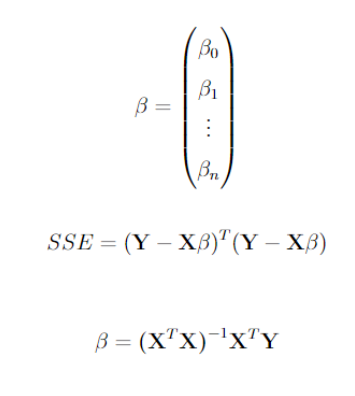 β = (β₀
β₁
⋮
βₙ)
SSE = (Y − Xβ)ᵀ(Y − Xβ)
β = (XᵀX)⁻¹XᵀY